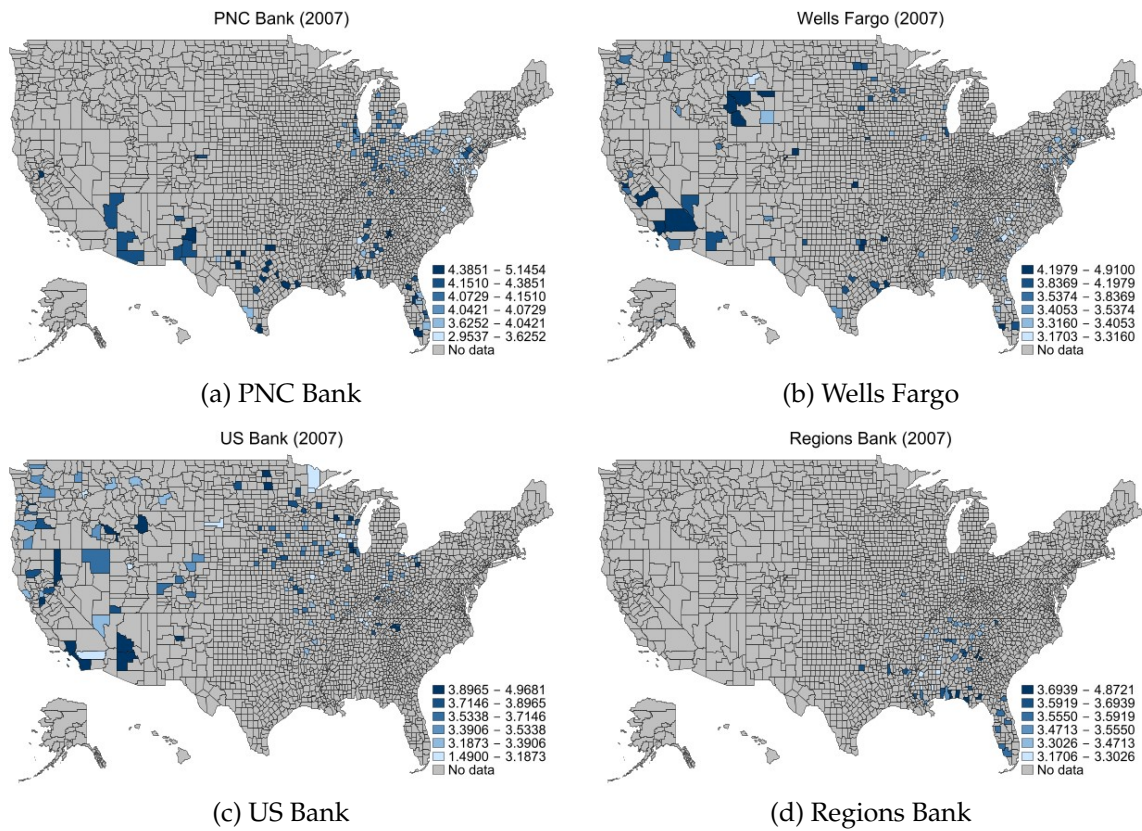 PNC Bank (2007)
4.3851 – 5.1454
4.1510 – 4.3851
4.0729 – 4.1510
4.0421 – 4.0729
3.6252 – 4.0421
2.9537 – 3.6252
No data
(a) PNC Bank
Wells Fargo (2007)
4.1979 – 4.9100
3.8369 – 4.1979
3.5374 – 3.8369
3.4053 – 3.5374
3.3160 – 3.4053
3.1703 – 3.3160
No data
(b) Wells Fargo
US Bank (2007)
3.8965 – 4.9681
3.7146 – 3.8965
3.5338 – 3.7146
3.3906 – 3.5338
3.1873 – 3.3906
1.4900 – 3.1873
No data
(c) US Bank
Regions Bank (2007)
3.6939 – 4.8721
3.5919 – 3.6939
3.5550 – 3.5919
3.4713 – 3.5550
3.3026 – 3.4713
3.1706 – 3.3026
No data
(d) Regions Bank